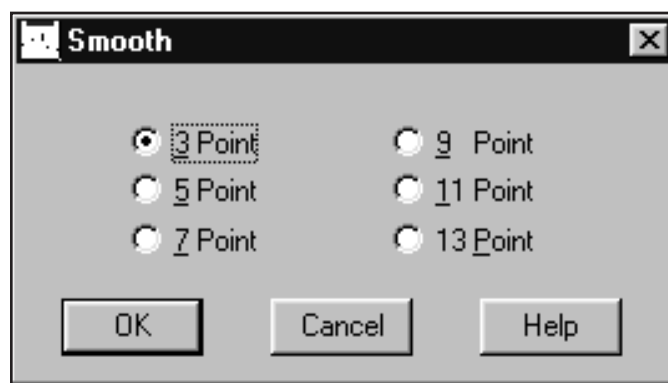 Smooth
3 Point 9 Point
5 Point 11 Point
7 Point 13 Point
OK Cancel Help